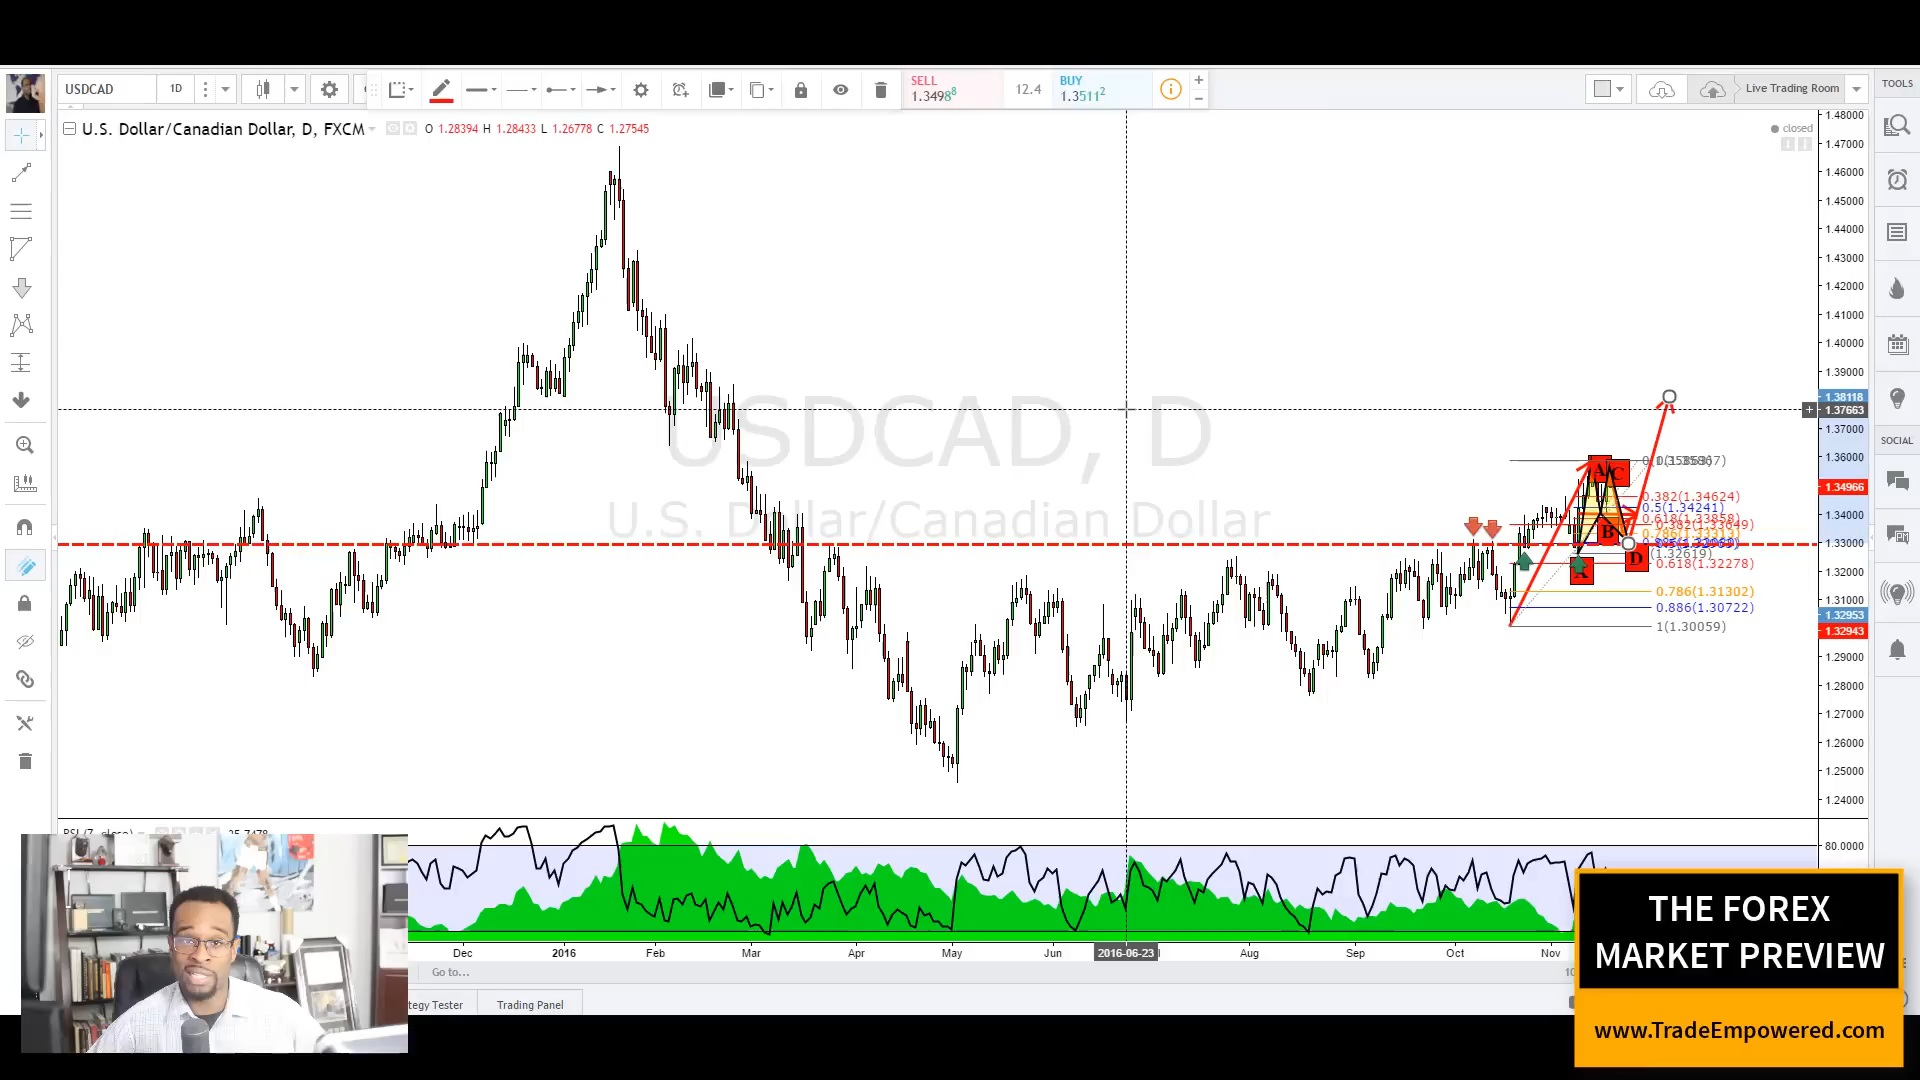 USDCAD 1D SELL 1.34988 12.4 BUY 1.35112 Live Trading Room TOOLS
U.S. Dollar/Canadian Dollar, D, FXCM O 1.28394 H 1.28433 L 1.26778 C 1.27545
closed
1.48000
1.47000
1.46000
1.45000
1.44000
1.43000
1.42000
1.41000
1.40000
1.39000
1.38118
1.37663
1.37000
1.36000
1.34966
1.34000
1.33000
1.32000
1.31000
1.32953
1.32943
1.29000
1.28000
1.27000
1.26000
1.25000
1.24000
SOCIAL
USDCAD, D
U.S. Dollar/Canadian Dollar
A
C
B
D
0.382(1.34624)
0.5(1.34241)
0.618(1.33858)
(1.32619)
0.618(1.32278)
0.786(1.31302)
0.886(1.30722)
1(1.30059)
80.0000
Dec 2016 Feb Mar Apr May Jun 2016-06-23 Aug Sep Oct Nov
Go to...
tegy Tester Trading Panel
THE FOREX
MARKET PREVIEW
www.TradeEmpowered.com